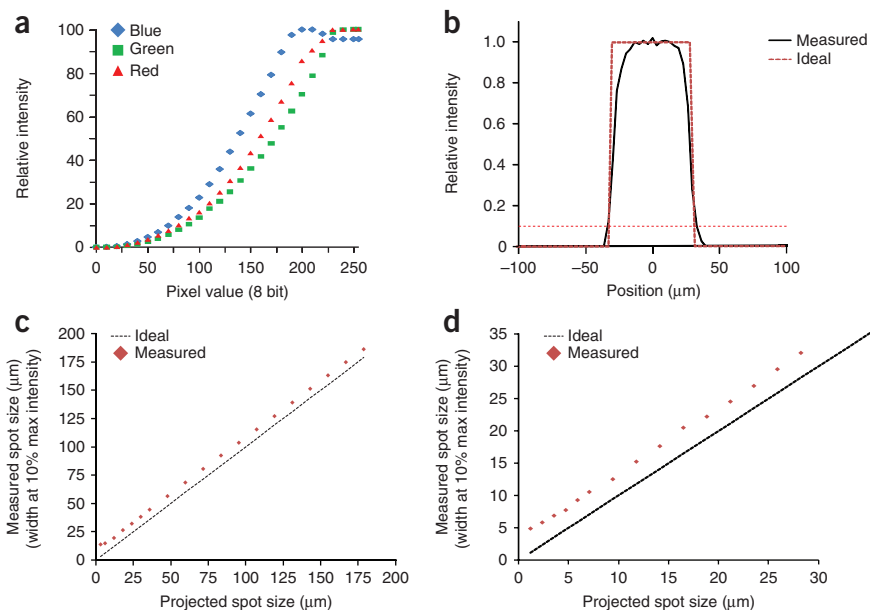 a
Blue
Green
Red
Relative intensity
100
80
60
40
20
0
0
50
100
150
200
250
Pixel value (8 bit)
b
Measured
Ideal
Relative intensity
1.0
0.8
0.6
0.4
0.2
0
–100
–50
0
50
100
Position (μm)
c
Ideal
Measured
Measured spot size (μm)
(width at 10% max intensity)
200
175
150
125
100
75
50
25
0
0
25
50
75
100
125
150
175
200
Projected spot size (μm)
d
Ideal
Measured
Measured spot size (μm)
(width at 10% max intensity)
35
30
25
20
15
10
5
0
0
5
10
15
20
25
30
Projected spot size (μm)